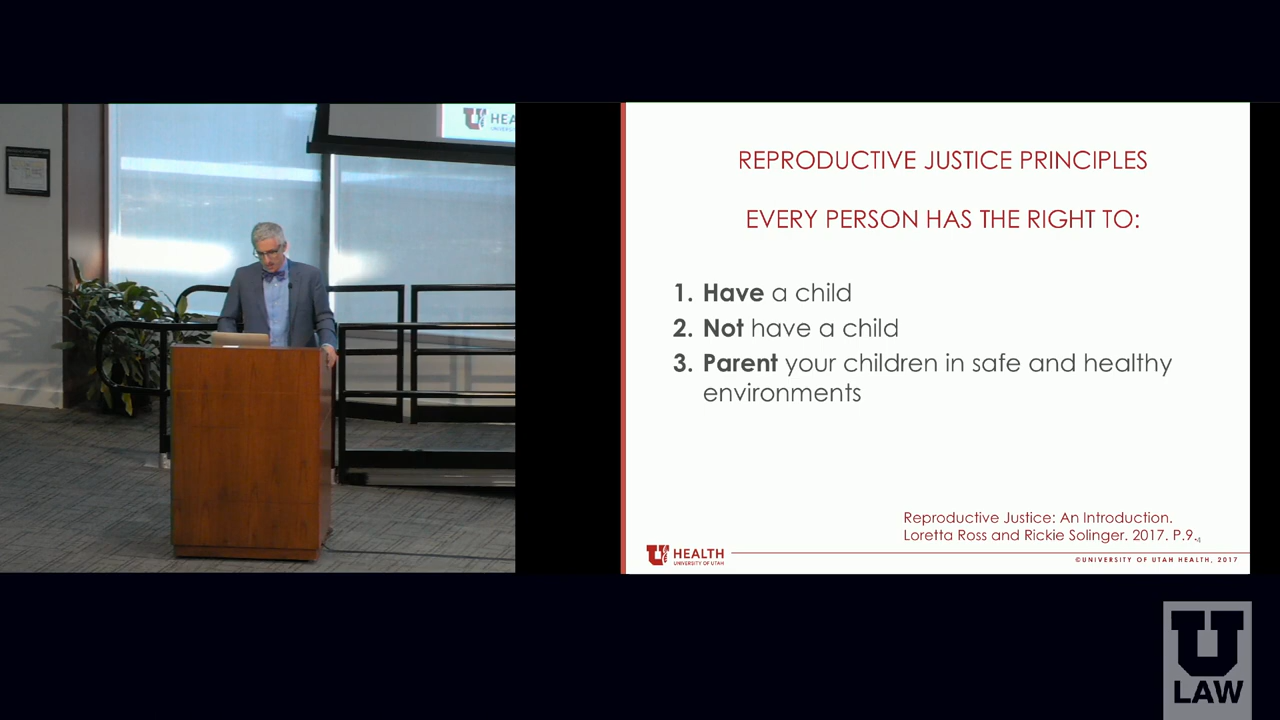 HEA
REPRODUCTIVE JUSTICE PRINCIPLES
EVERY PERSON HAS THE RIGHT TO:
1. Have a child
2. Not have a child
3. Parent your children in safe and healthy
environments
Reproductive Justice: An Introduction.
Loretta Ross and Rickie Solinger. 2017. P.9.
4
U HEALTH
UNIVERSITY OF UTAH
©UNIVERSITY OF UTAH HEALTH, 2017
U
LAW